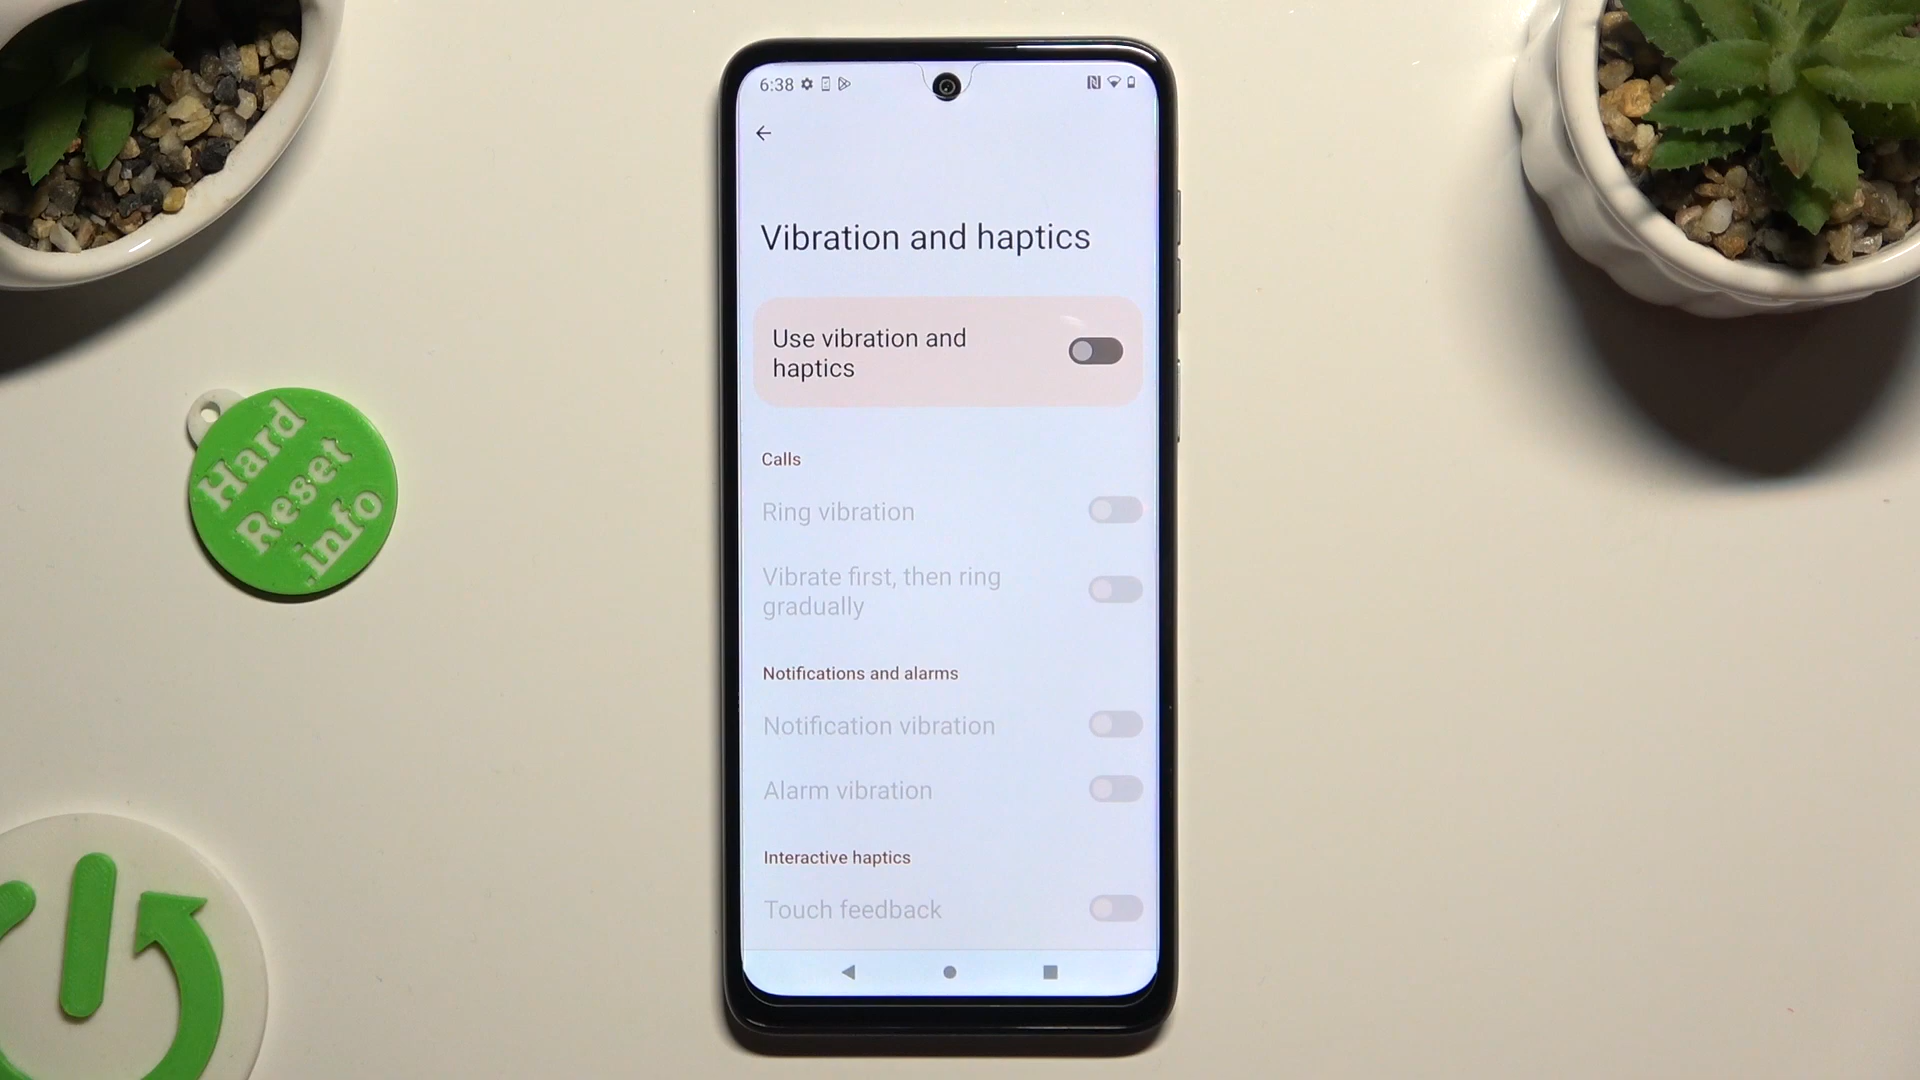 6:38
Vibration and haptics
Use vibration and
haptics
Calls
Ring vibration
Vibrate first, then ring
gradually
Notifications and alarms
Notification vibration
Alarm vibration
Interactive haptics
Touch feedback
Hard
Reset
.info